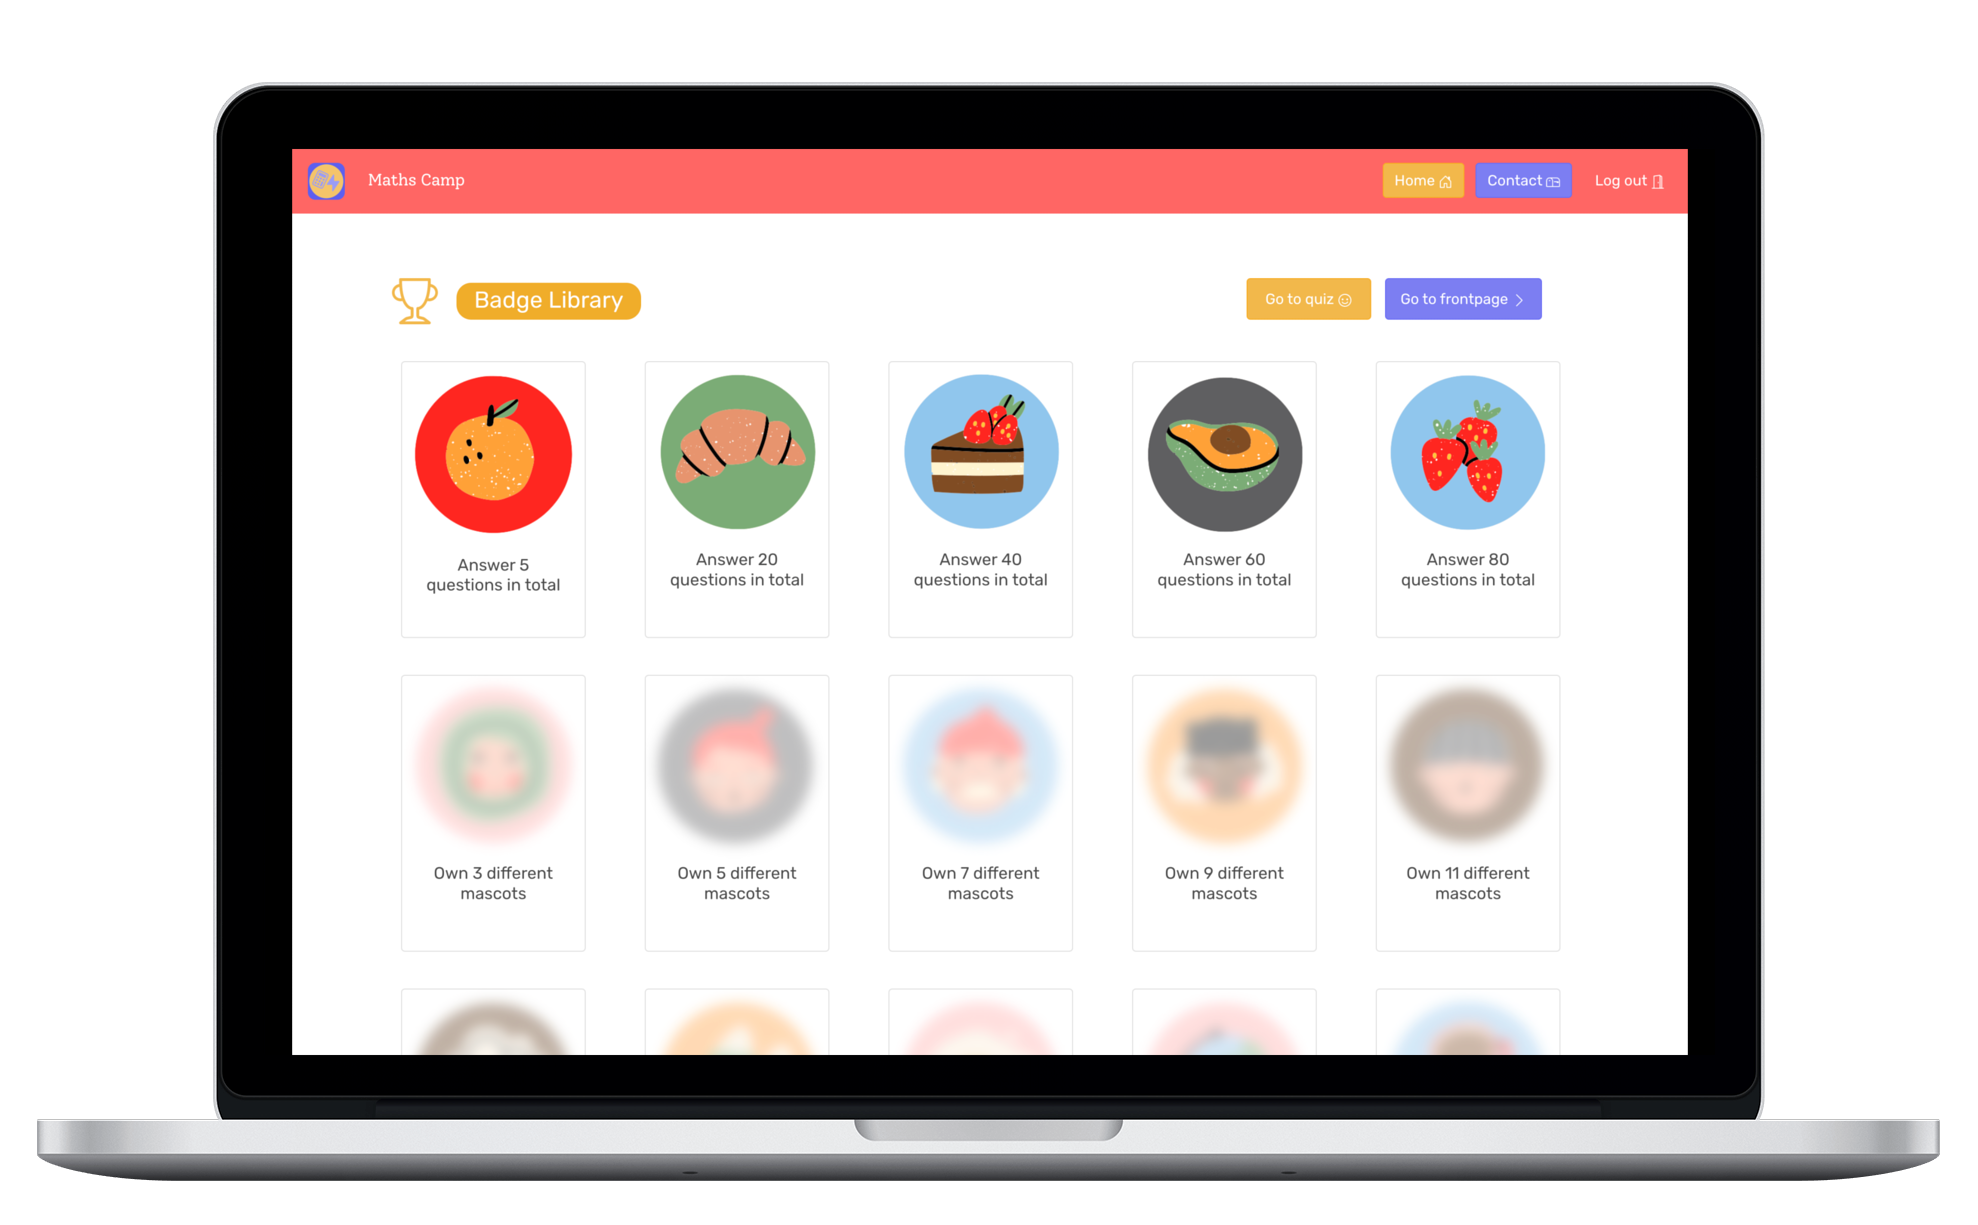 Maths Camp
Home
Contact
Log out
Badge Library
Go to quiz
Go to frontpage
Answer 5
questions in total
Answer 20
questions in total
Answer 40
questions in total
Answer 60
questions in total
Answer 80
questions in total
Own 3 different
mascots
Own 5 different
mascots
Own 7 different
mascots
Own 9 different
mascots
Own 11 different
mascots